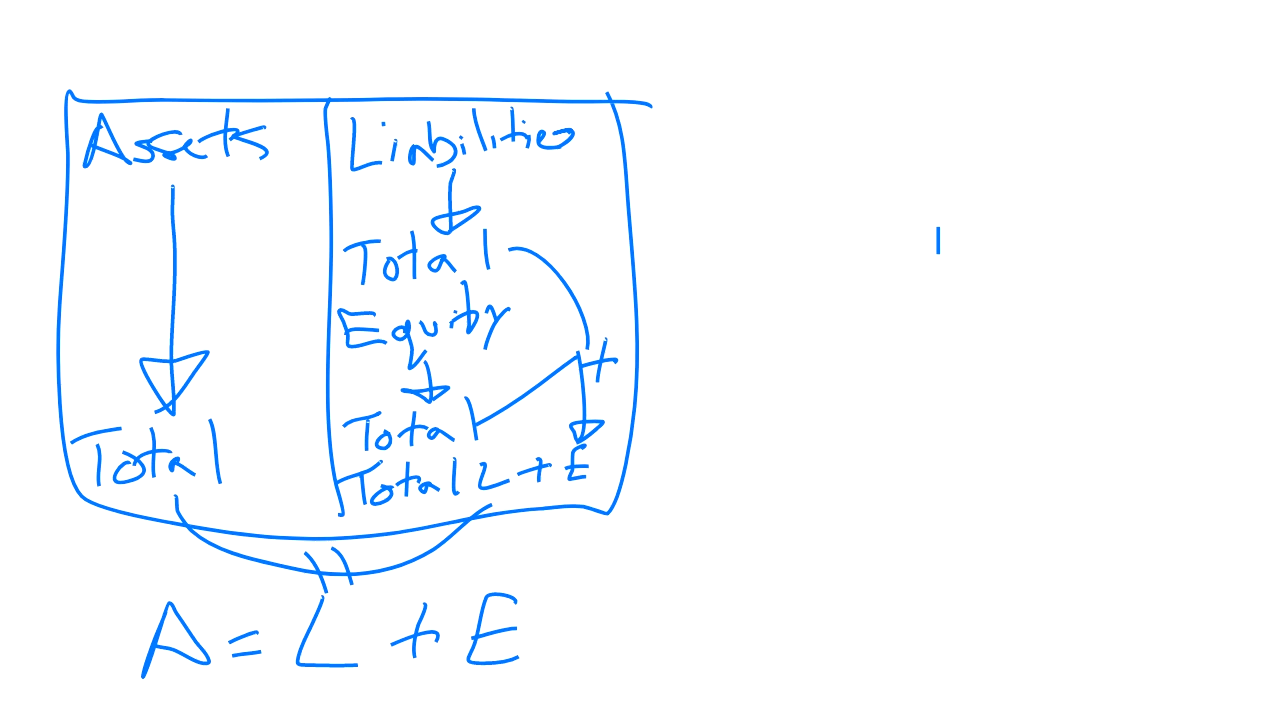 Assets
Total
Liabilities
Total
Equity
+
Total
Total L + E
A = L + E